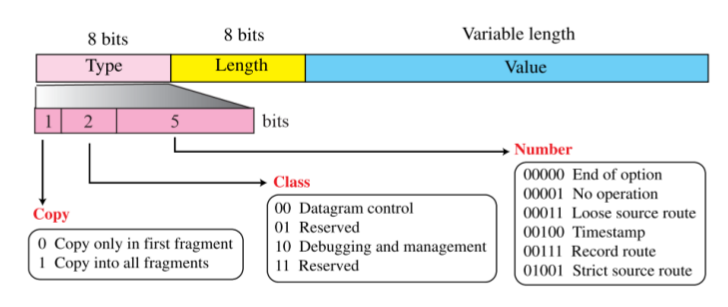 8 bits 8 bits Variable length
Type Length Value
1 2 5 bits
Number
00000 End of option
00001 No operation
00011 Loose source route
00100 Timestamp
00111 Record route
01001 Strict source route
Class
00 Datagram control
01 Reserved
10 Debugging and management
11 Reserved
Copy
0 Copy only in first fragment
1 Copy into all fragments